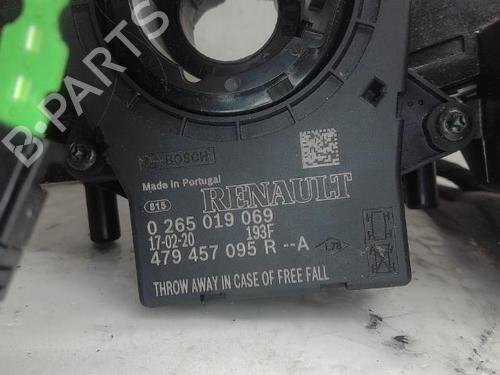 B-PARTS
BOSCH
Made in Portugal
815
RENAULT
0 265 019 069
17-02-20 193F
479 457 095 R --A
L78
THROW AWAY IN CASE OF FREE FALL